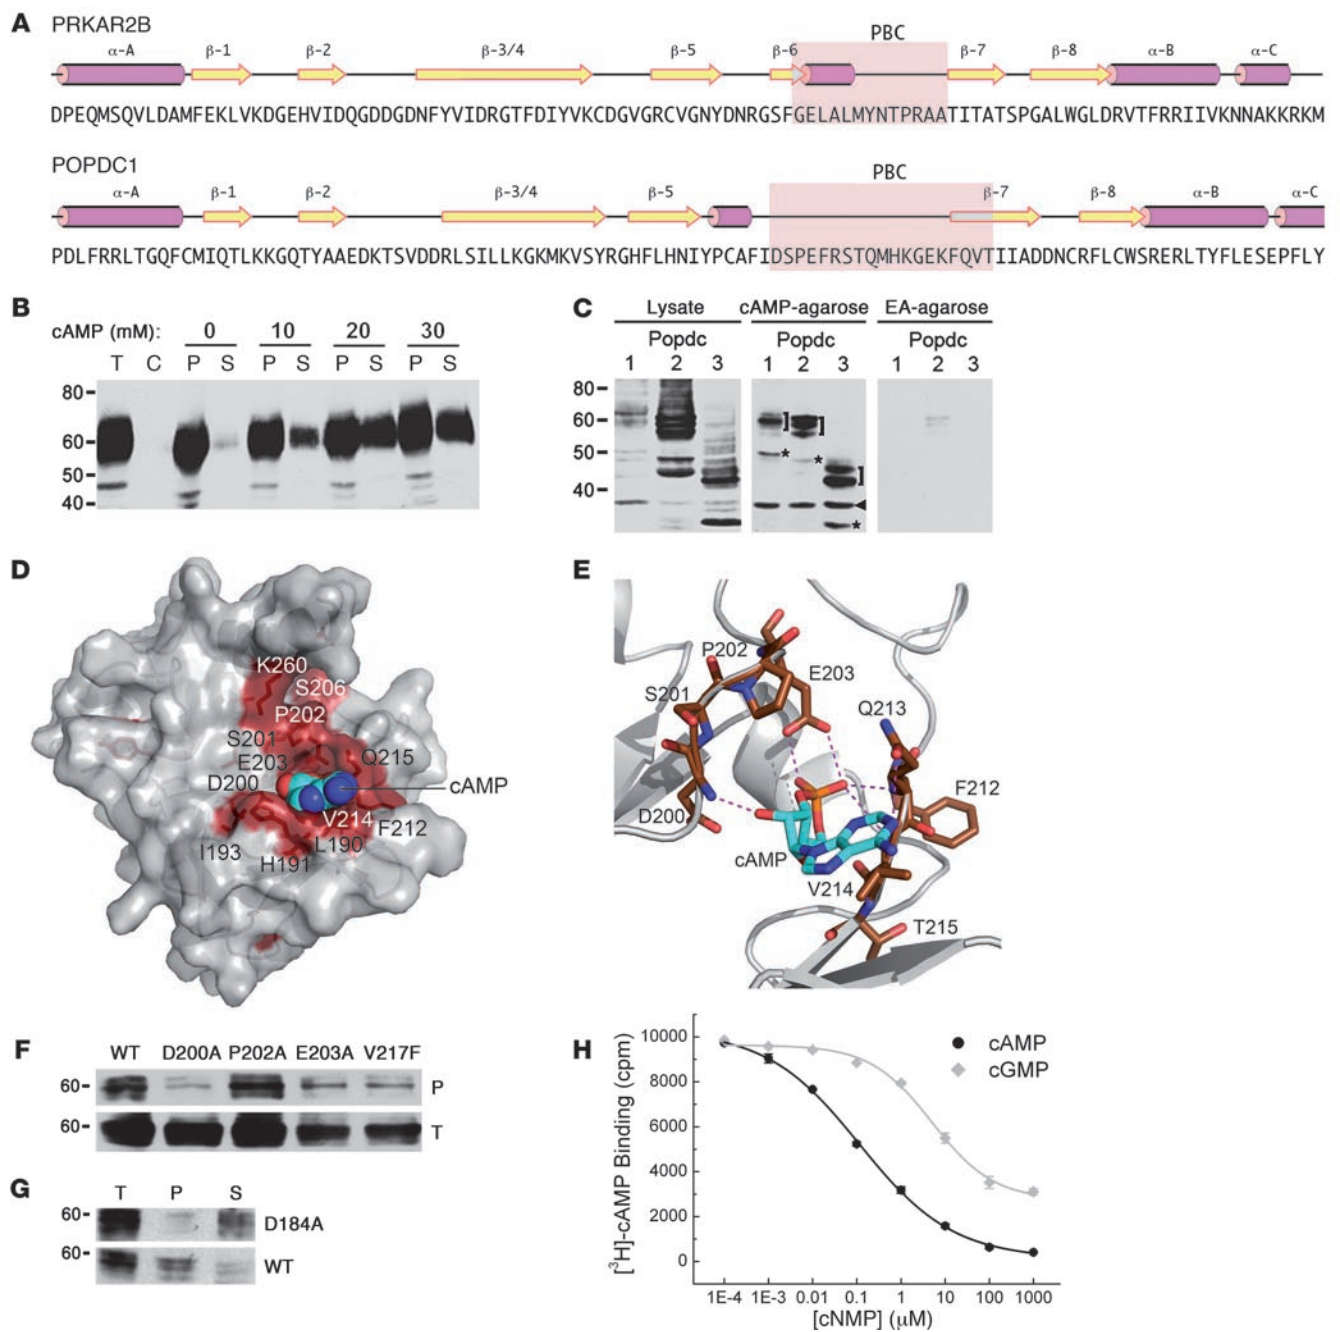 A
PRKAR2B
PBC
α-A β-1 β-2 β-3/4 β-5 β-6 β-7 β-8 α-B α-C
DPEQMSQVLDAMFEKLVKDGEHVIDQGDDGDNFYVIDRGTFDIYVKCDGVGRCVGNYDNRGSFGELALMYNTPRAATITATSPGALWGLDRVTFRRIIVKNNAKKRKM
POPDC1
PBC
α-A β-1 β-2 β-3/4 β-5 β-7 β-8 α-B α-C
PDLFRRLTGQFCMIQTLKKGQTYAAEDKTSVDDRLSILLKGKMKVSYRGHFLHNIYPCAFIDSPEFRSTQMHKGEKFQVTIIADDNCRFLCWSRERLTYFLESEPFLY
B
cAMP (mM): 0 10 20 30
T C P S P S P S P S
80
60
50
40
C
Lysate cAMP-agarose EA-agarose
Popdc Popdc Popdc
1 2 3 1 2 3 1 2 3
80
60
50
40
]
]
]
*
*
*
D
K260
S206
P202
S201
E203
Q215
D200
cAMP
V214
F212
L190
I193
H191
E
P202
E203
S201
Q213
F212
D200
cAMP
V214
T215
F
WT D200A P202A E203A V217F
60 P
60 T
G
T P S
60 D184A
60 WT
H
cAMP
cGMP
[³H]-cAMP Binding (cpm)
10000
8000
6000
4000
2000
0
1E-4 1E-3 0.01 0.1 1 10 100 1000
[cNMP] (µM)